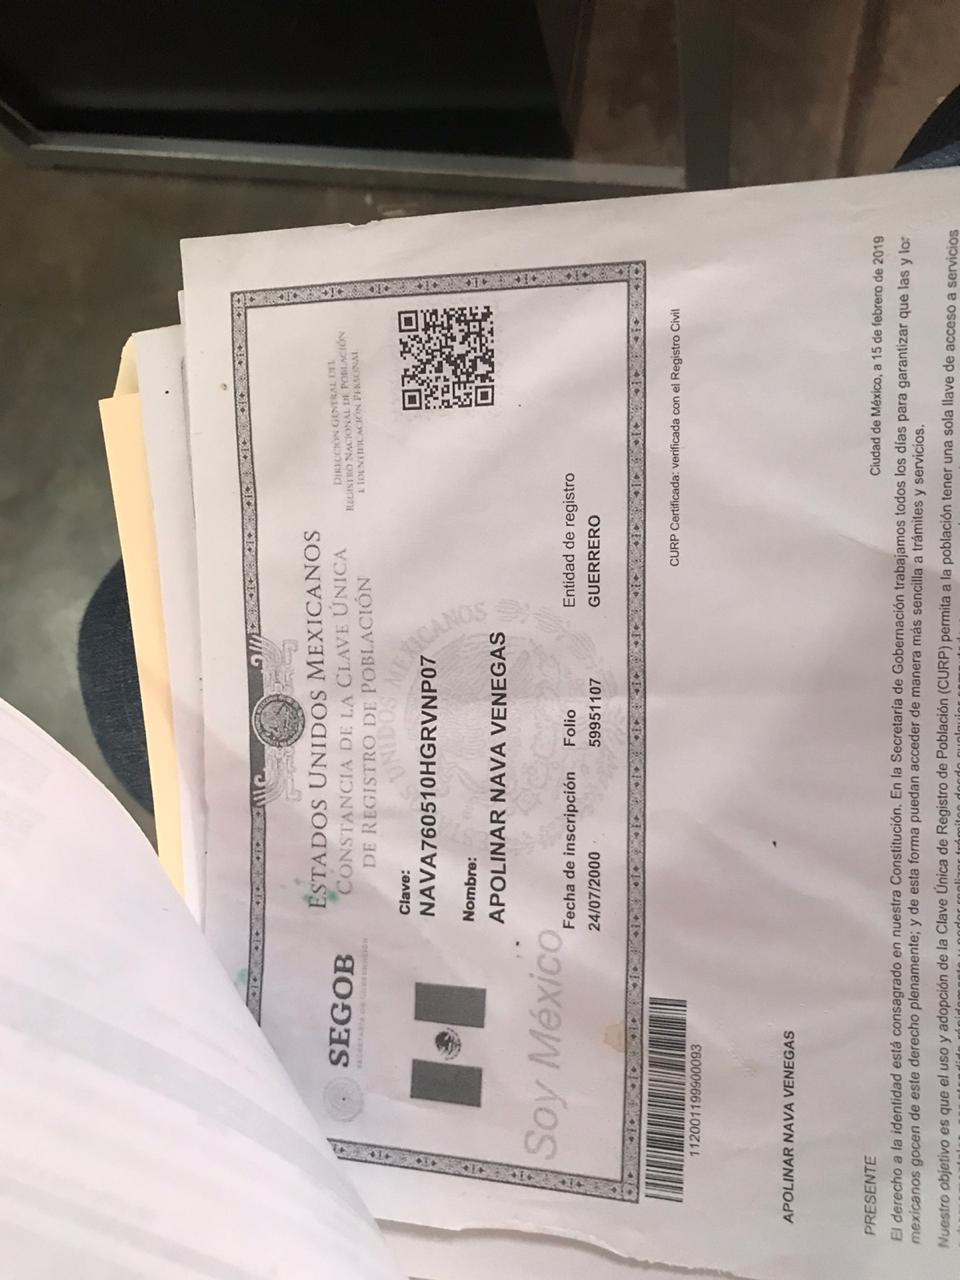 SEGOB
SECRETARÍA DE GOBERNACIÓN
ESTADOS UNIDOS MEXICANOS
CONSTANCIA DE LA CLAVE ÚNICA
DE REGISTRO DE POBLACIÓN
DIRECCIÓN GENERAL DEL
REGISTRO NACIONAL DE POBLACIÓN
E IDENTIFICACIÓN PERSONAL
Clave:
NAVA760510HGRVNP07
Nombre:
APOLINAR NAVA VENEGAS
Soy México
Fecha de inscripción Folio Entidad de registro
24/07/2000 59951107 GUERRERO
UNIDOS MEXICANOS
112001199900093
CURP Certificada: verificada con el Registro Civil
APOLINAR NAVA VENEGAS
Ciudad de México, a 15 de febrero de 2019
PRESENTE
El derecho a la identidad está consagrado en nuestra Constitución. En la Secretaría de Gobernación trabajamos todos los días para garantizar que las y los
mexicanos gocen de este derecho plenamente; y de esta forma puedan acceder de manera más sencilla a trámites y servicios.
Nuestro objetivo es que el uso y adopción de la Clave Única de Registro de Población (CURP) permita a la población tener una sola llave de acceso a servicios